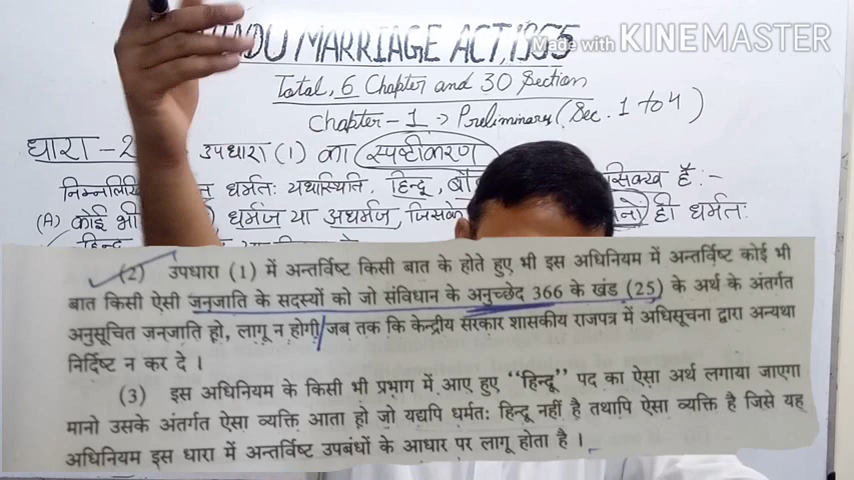 HINDU MARRIAGE ACT, 1955
Made with KINEMASTER
Total, 6 Chapter and 30 Section
Chapter - 1 → Preliminary (Sec. 1 to 4)
धारा - 2 उपधारा (1) का स्पष्टीकरण
धर्मतः यथास्थिति, हिन्दू, है :-
(A) कोई भी धर्मज या अधर्मज, जिसके ही धर्मतः
(2) उपधारा (1) में अन्तर्विष्ट किसी बात के होते हुए भी इस अधिनियम में अन्तर्विष्ट कोई भी
बात किसी ऐसी जनजाति के सदस्यों को जो संविधान के अनुच्छेद 366 के खंड (25) के अर्थ के अंतर्गत
अनुसूचित जनजाति हो, लागू न होगी जब तक कि केन्द्रीय सरकार शासकीय राजपत्र में अधिसूचना द्वारा अन्यथा
निर्दिष्ट न कर दे ।
(3) इस अधिनियम के किसी भी प्रभाग में आए हुए "हिन्दू" पद का ऐसा अर्थ लगाया जाएगा
मानो उसके अंतर्गत ऐसा व्यक्ति आता हो जो यद्यपि धर्मतः हिन्दू नहीं है तथापि ऐसा व्यक्ति है जिसे यह
अधिनियम इस धारा में अन्तर्विष्ट उपबंधों के आधार पर लागू होता है ।